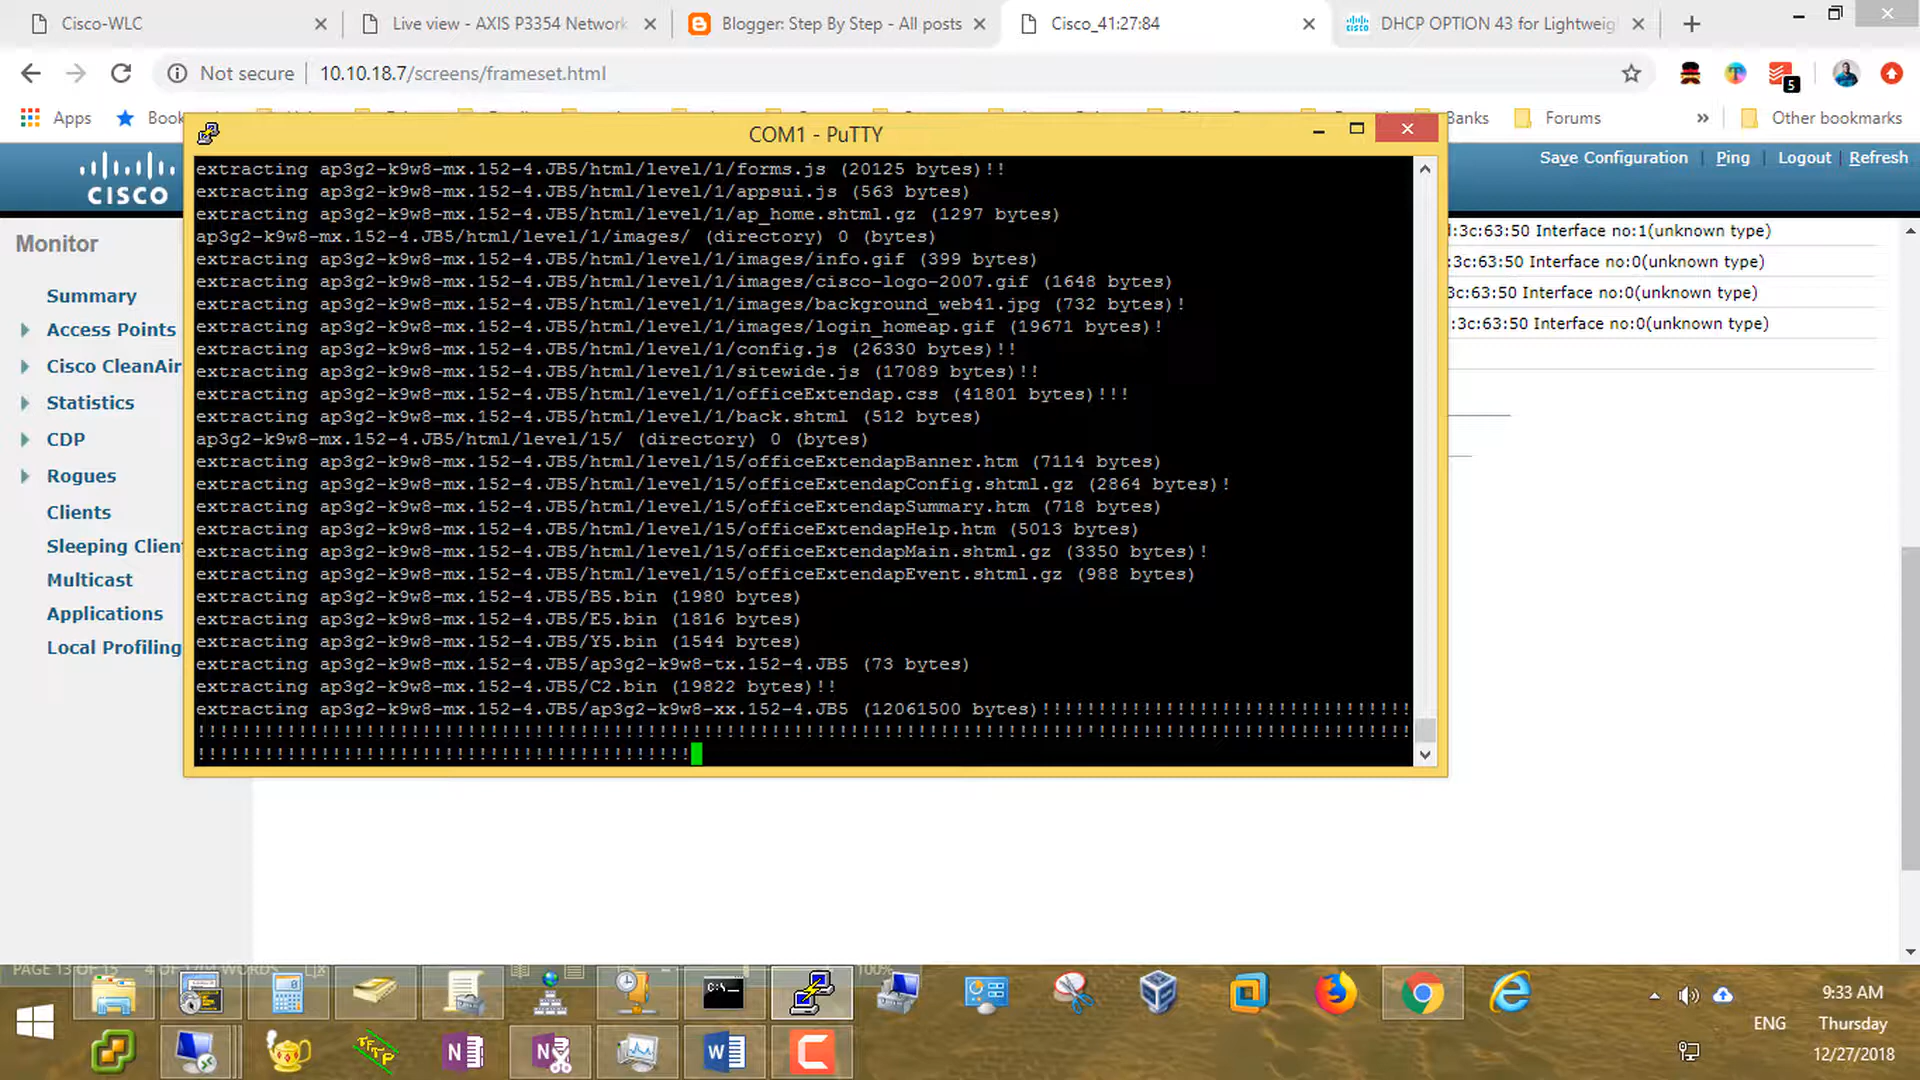 Cisco-WLC
Live view - AXIS P3354 Network
Blogger: Step By Step - All posts
Cisco_41:27:84
DHCP OPTION 43 for Lightweig
Not secure
10.10.18.7/screens/frameset.html
5
Apps
Book
Banks
Forums
»
Other bookmarks
COM1 - PuTTY
CISCO
Save Configuration
Ping
Logout
Refresh
Monitor
Summary
Access Points
Cisco CleanAir
Statistics
CDP
Rogues
Clients
Sleeping Clien
Multicast
Applications
Local Profiling
extracting ap3g2-k9w8-mx.152-4.JB5/html/level/1/forms.js (20125 bytes)!!
extracting ap3g2-k9w8-mx.152-4.JB5/html/level/1/appsui.js (563 bytes)
extracting ap3g2-k9w8-mx.152-4.JB5/html/level/1/ap_home.shtml.gz (1297 bytes)
ap3g2-k9w8-mx.152-4.JB5/html/level/1/images/ (directory) 0 (bytes)
extracting ap3g2-k9w8-mx.152-4.JB5/html/level/1/images/info.gif (399 bytes)
extracting ap3g2-k9w8-mx.152-4.JB5/html/level/1/images/cisco-logo-2007.gif (1648 bytes)
extracting ap3g2-k9w8-mx.152-4.JB5/html/level/1/images/background_web41.jpg (732 bytes)!
extracting ap3g2-k9w8-mx.152-4.JB5/html/level/1/images/login_homeap.gif (19671 bytes)!
extracting ap3g2-k9w8-mx.152-4.JB5/html/level/1/config.js (26330 bytes)!!
extracting ap3g2-k9w8-mx.152-4.JB5/html/level/1/sitewide.js (17089 bytes)!!
extracting ap3g2-k9w8-mx.152-4.JB5/html/level/1/officeExtendap.css (41801 bytes)!!!
extracting ap3g2-k9w8-mx.152-4.JB5/html/level/1/back.shtml (512 bytes)
ap3g2-k9w8-mx.152-4.JB5/html/level/15/ (directory) 0 (bytes)
extracting ap3g2-k9w8-mx.152-4.JB5/html/level/15/officeExtendapBanner.htm (7114 bytes)
extracting ap3g2-k9w8-mx.152-4.JB5/html/level/15/officeExtendapConfig.shtml.gz (2864 bytes)!
extracting ap3g2-k9w8-mx.152-4.JB5/html/level/15/officeExtendapSummary.htm (718 bytes)
extracting ap3g2-k9w8-mx.152-4.JB5/html/level/15/officeExtendapHelp.htm (5013 bytes)
extracting ap3g2-k9w8-mx.152-4.JB5/html/level/15/officeExtendapMain.shtml.gz (3350 bytes)!
extracting ap3g2-k9w8-mx.152-4.JB5/html/level/15/officeExtendapEvent.shtml.gz (988 bytes)
extracting ap3g2-k9w8-mx.152-4.JB5/B5.bin (1980 bytes)
extracting ap3g2-k9w8-mx.152-4.JB5/E5.bin (1816 bytes)
extracting ap3g2-k9w8-mx.152-4.JB5/Y5.bin (1544 bytes)
extracting ap3g2-k9w8-mx.152-4.JB5/ap3g2-k9w8-tx.152-4.JB5 (73 bytes)
extracting ap3g2-k9w8-mx.152-4.JB5/C2.bin (19822 bytes)!!
extracting ap3g2-k9w8-mx.152-4.JB5/ap3g2-k9w8-xx.152-4.JB5 (12061500 bytes)!!!!!!!!!!!!!!!!!!!!!!!!!!!!!!!!!
!!!!!!!!!!!!!!!!!!!!!!!!!!!!!!!!!!!!!!!!!!!!!!!!!!!!!!!!!!!!!!!!!!!!!!!!!!!!!!!!!!!!!!!!!!!!!!!!!!!!!!!!!!!!
!!!!!!!!!!!!!!!!!!!!!!!!!!!!!!!!!!!!!!!!!!!!
:3c:63:50 Interface no:1(unknown type)
3c:63:50 Interface no:0(unknown type)
3c:63:50 Interface no:0(unknown type)
:3c:63:50 Interface no:0(unknown type)
PAGE 13 OF 15
WORDS
100%
C:\
TFTP
N
N
W
C
9:33 AM
ENG
Thursday
12/27/2018